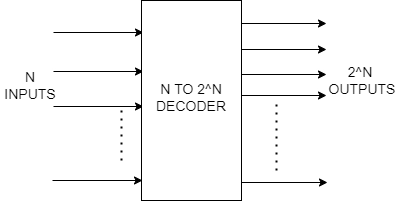 N
INPUTS
N TO 2^N
DECODER
2^N
OUTPUTS